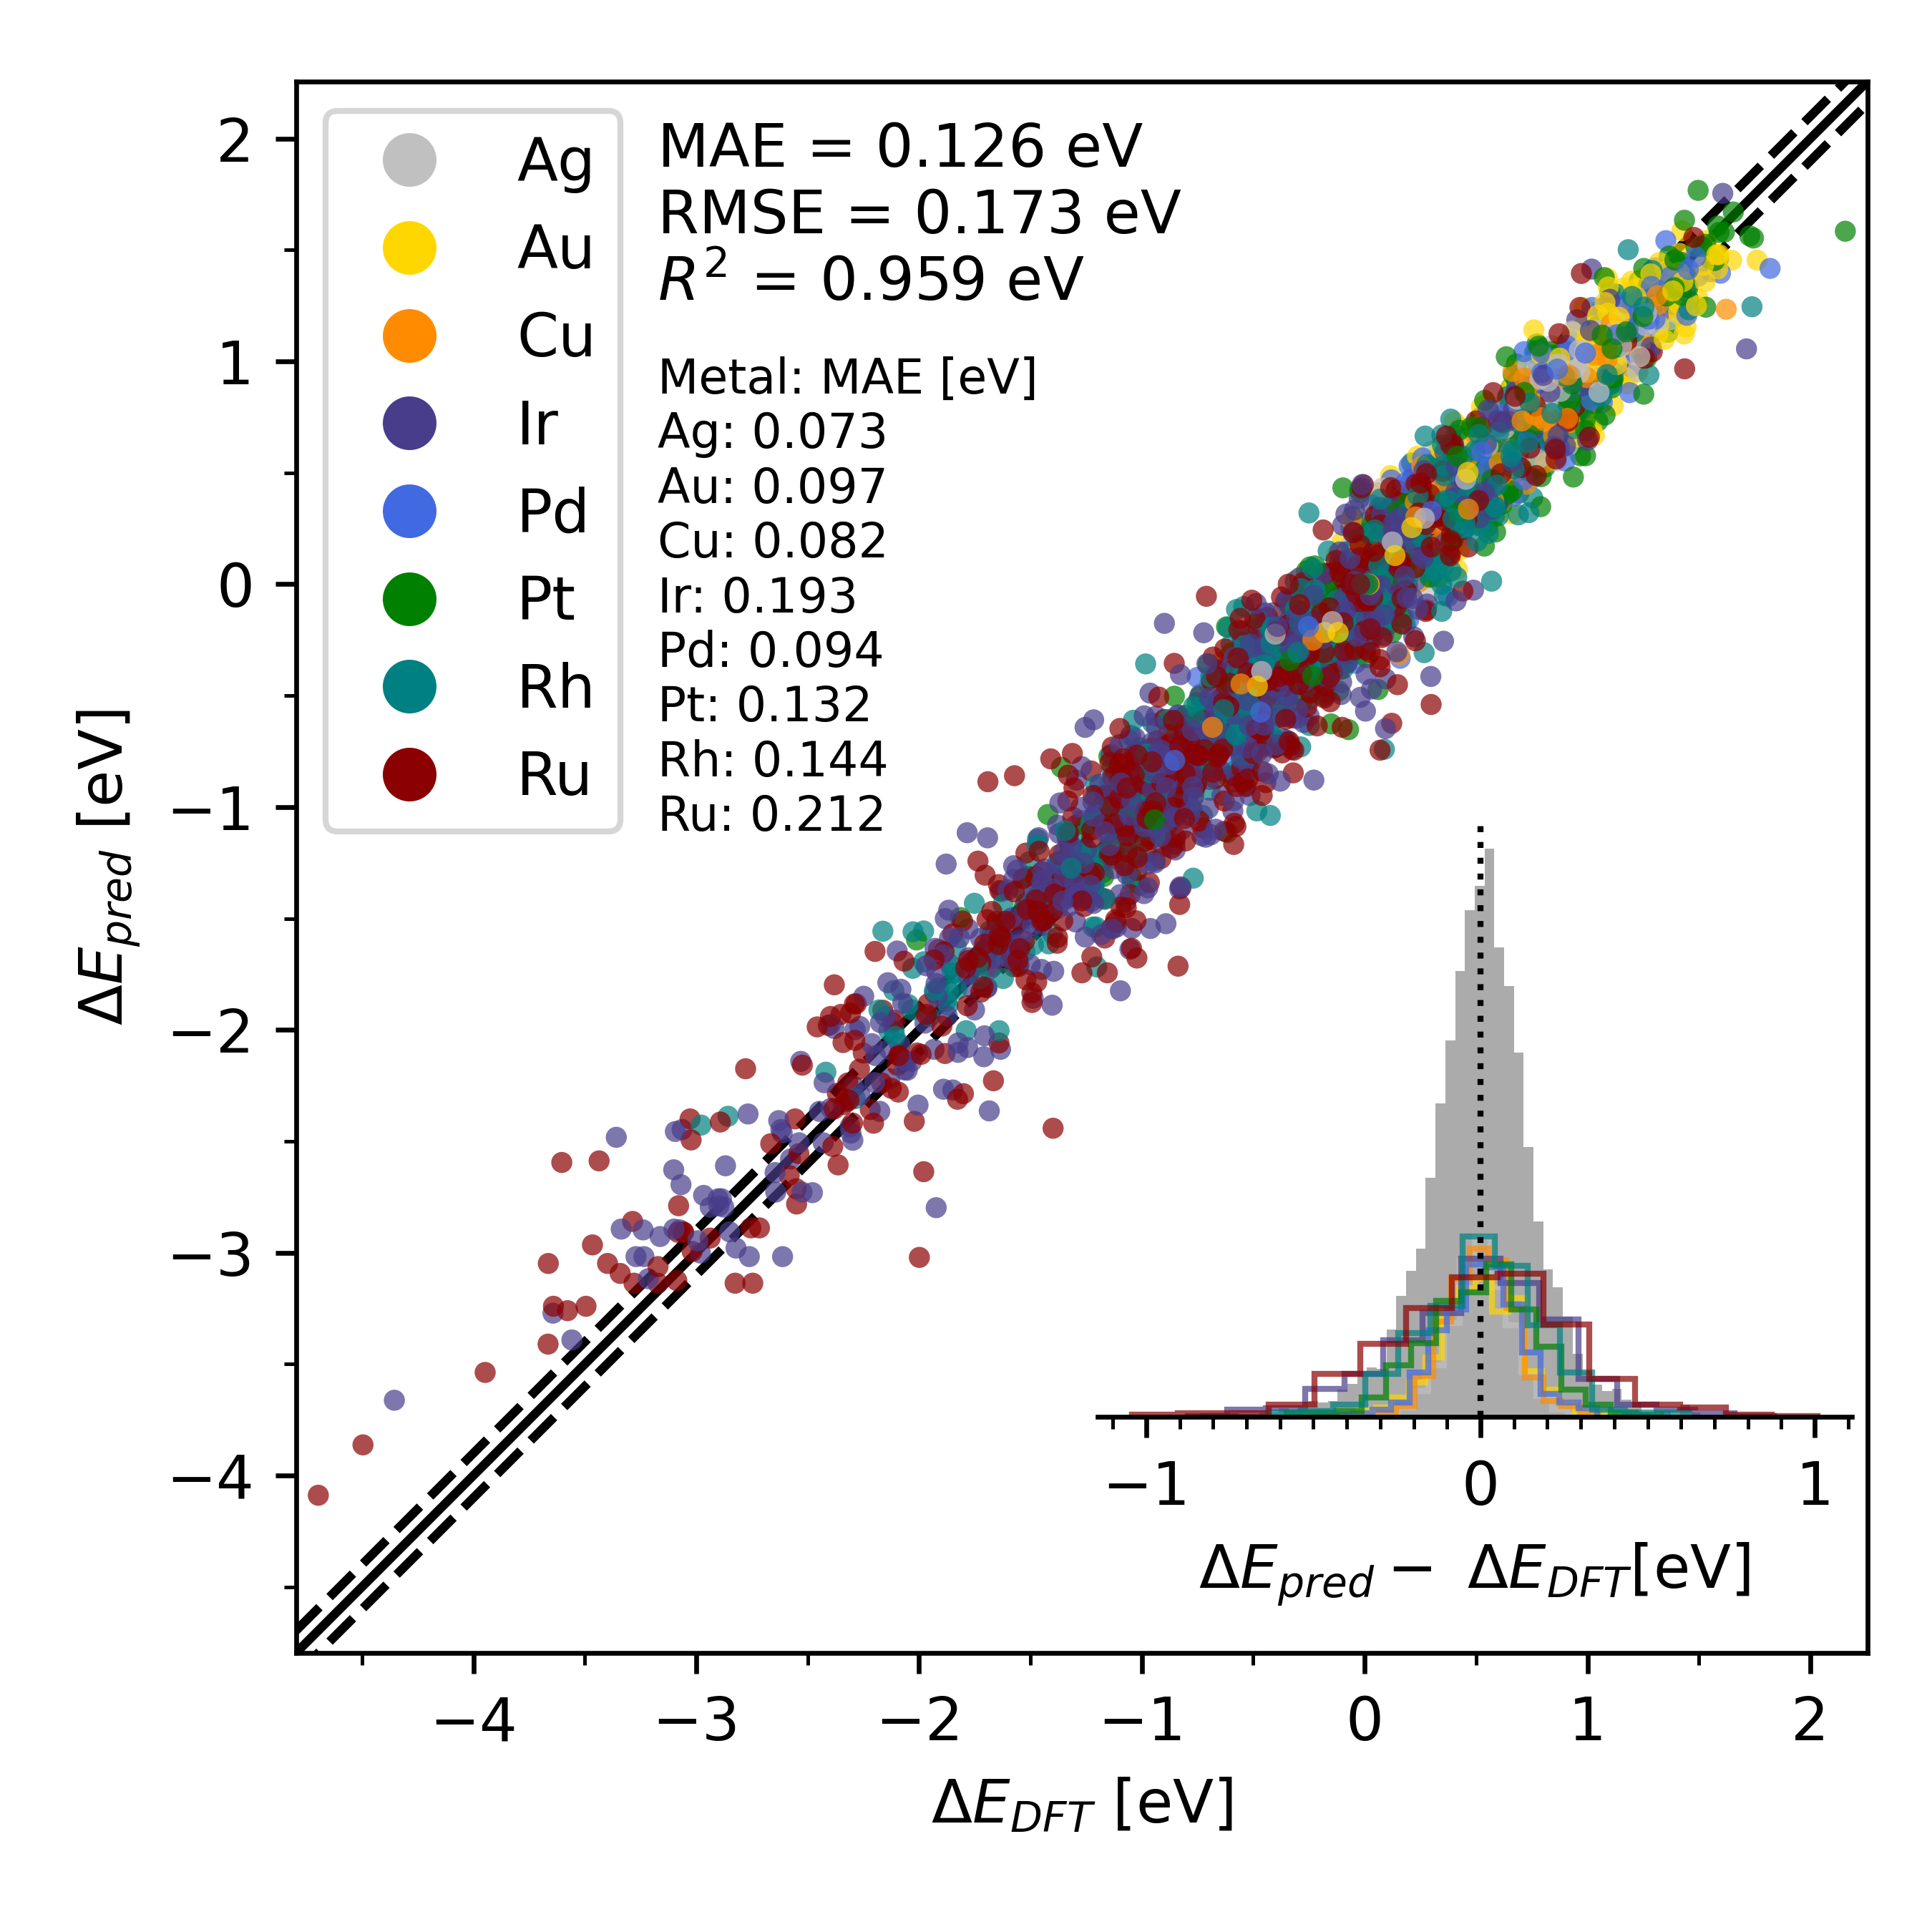 Ag
Au
Cu
Ir
Pd
Pt
Rh
Ru
MAE = 0.126 eV
RMSE = 0.173 eV
R² = 0.959 eV
Metal: MAE [eV]
Ag: 0.073
Au: 0.097
Cu: 0.082
Ir: 0.193
Pd: 0.094
Pt: 0.132
Rh: 0.144
Ru: 0.212
2
1
0
−1
−2
−3
−4
ΔE_pred [eV]
−1 0 1
ΔE_pred − ΔE_DFT[eV]
−4 −3 −2 −1 0 1 2
ΔE_DFT [eV]